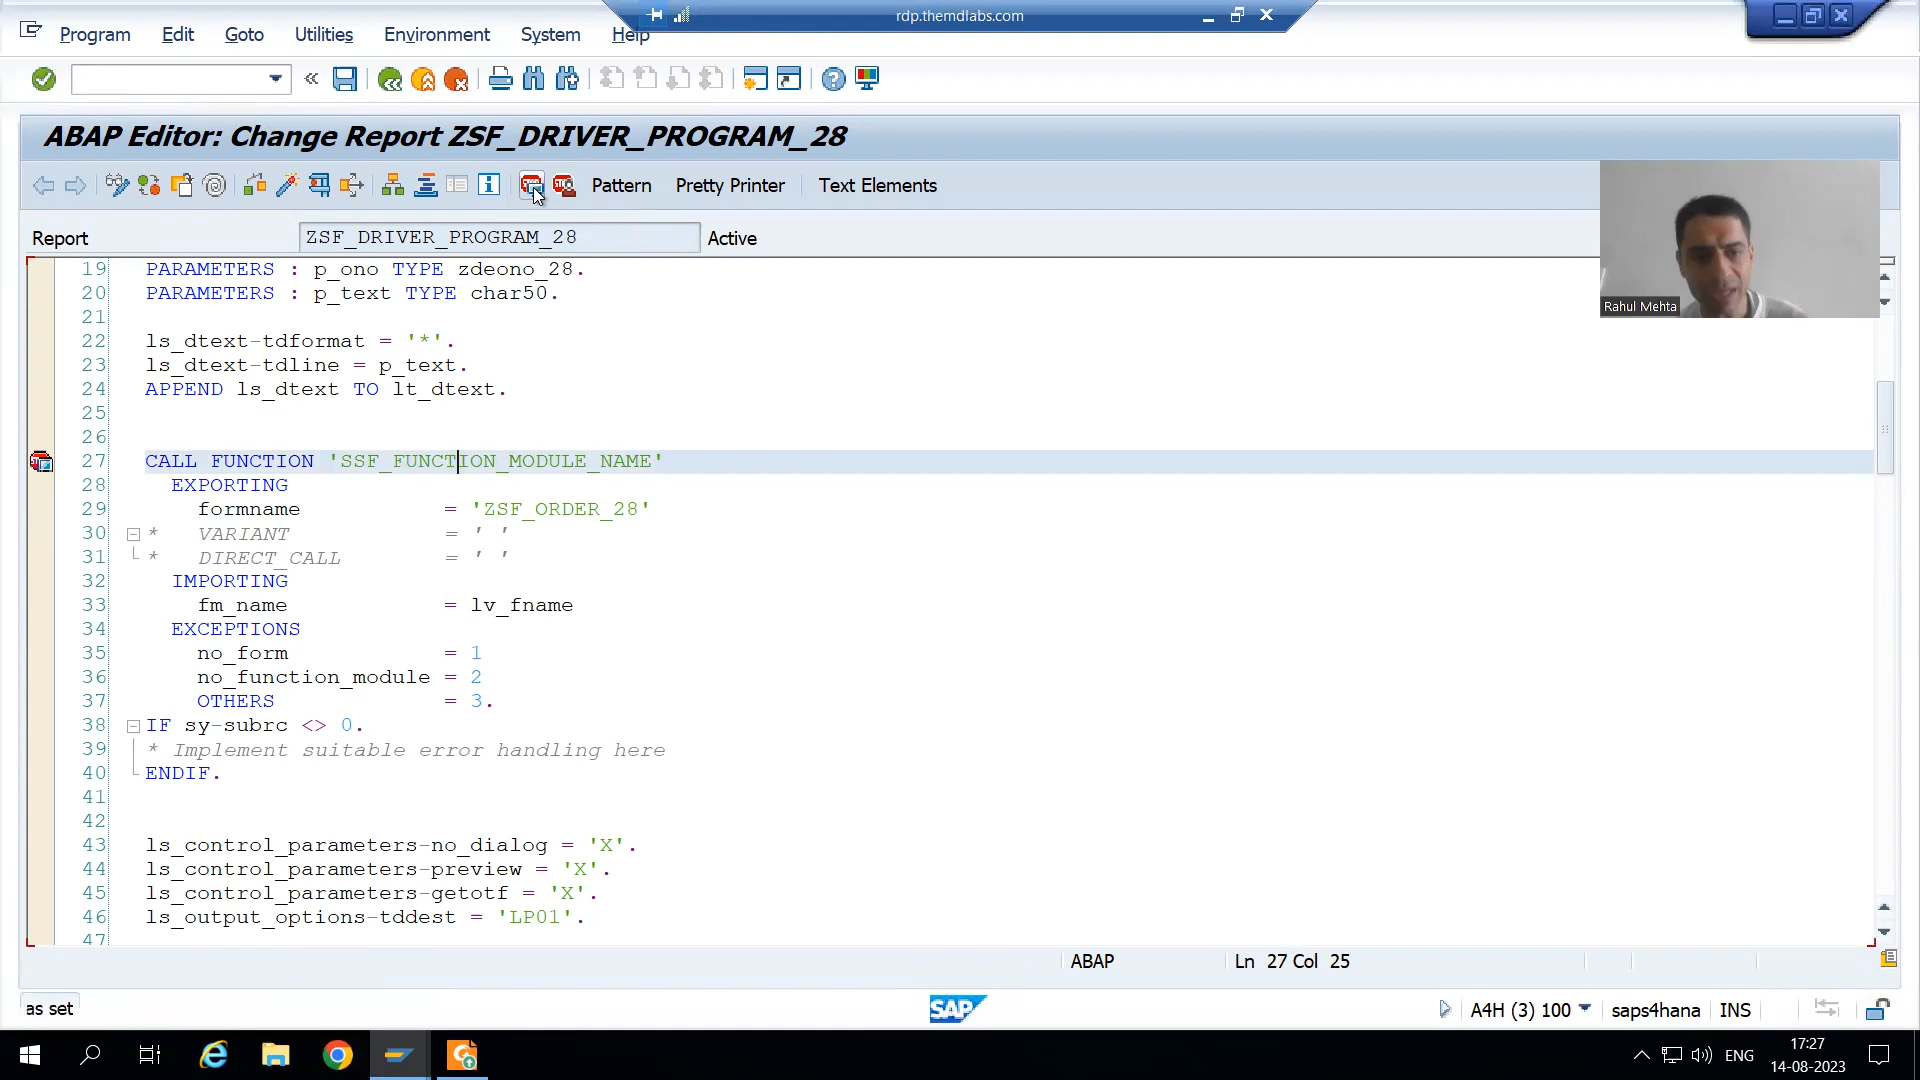 rdp.themdlabs.com
Program Edit Goto Utilities Environment System Help
ABAP Editor: Change Report ZSF_DRIVER_PROGRAM_28
Pattern Pretty Printer Text Elements
Report ZSF_DRIVER_PROGRAM_28 Active
Rahul Mehta
19 PARAMETERS : p_ono TYPE zdeono_28.
20 PARAMETERS : p_text TYPE char50.
21
22 ls_dtext-tdformat = '*'.
23 ls_dtext-tdline = p_text.
24 APPEND ls_dtext TO lt_dtext.
25
26
27 CALL FUNCTION 'SSF_FUNCTION_MODULE_NAME'
28 EXPORTING
29 formname = 'ZSF_ORDER_28'
30 * VARIANT = ' '
31 * DIRECT_CALL = ' '
32 IMPORTING
33 fm_name = lv_fname
34 EXCEPTIONS
35 no_form = 1
36 no_function_module = 2
37 OTHERS = 3.
38 IF sy-subrc <> 0.
39 * Implement suitable error handling here
40 ENDIF.
41
42
43 ls_control_parameters-no_dialog = 'X'.
44 ls_control_parameters-preview = 'X'.
45 ls_control_parameters-getotf = 'X'.
46 ls_output_options-tddest = 'LP01'.
47
ABAP Ln 27 Col 25
as set
SAP
A4H (3) 100 saps4hana INS
ENG
17:27
14-08-2023